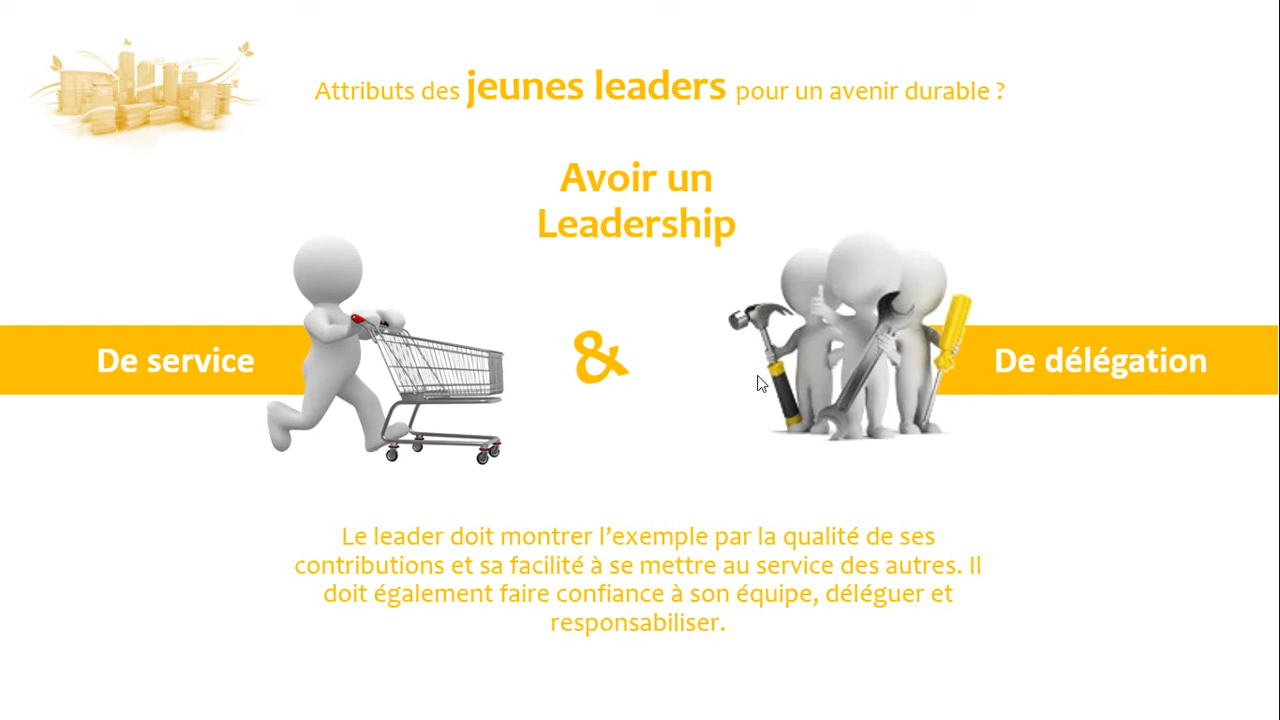 Attributs des jeunes leaders pour un avenir durable ?
Avoir un
Leadership
De service
&
De délégation
Le leader doit montrer l’exemple par la qualité de ses
contributions et sa facilité à se mettre au service des autres. Il
doit également faire confiance à son équipe, déléguer et
responsabiliser.